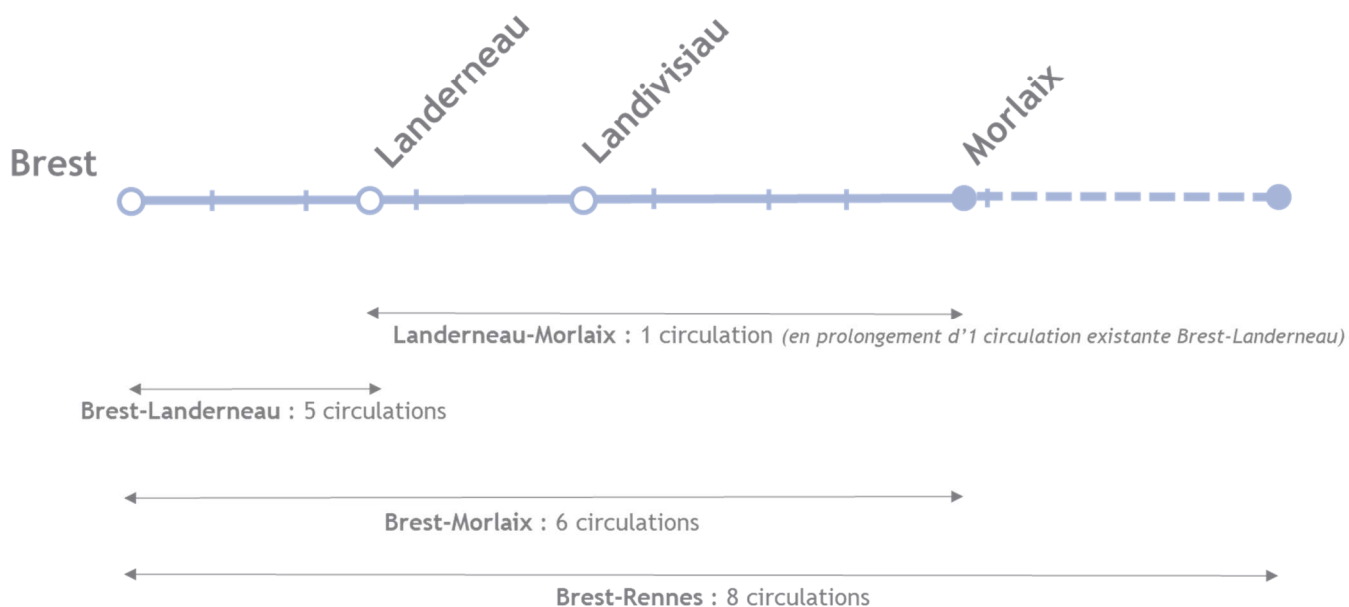 Brest
Landerneau
Landivisiau
Morlaix
Landerneau-Morlaix : 1 circulation (en prolongement d'1 circulation existante Brest-Landerneau)
Brest-Landerneau : 5 circulations
Brest-Morlaix : 6 circulations
Brest-Rennes : 8 circulations